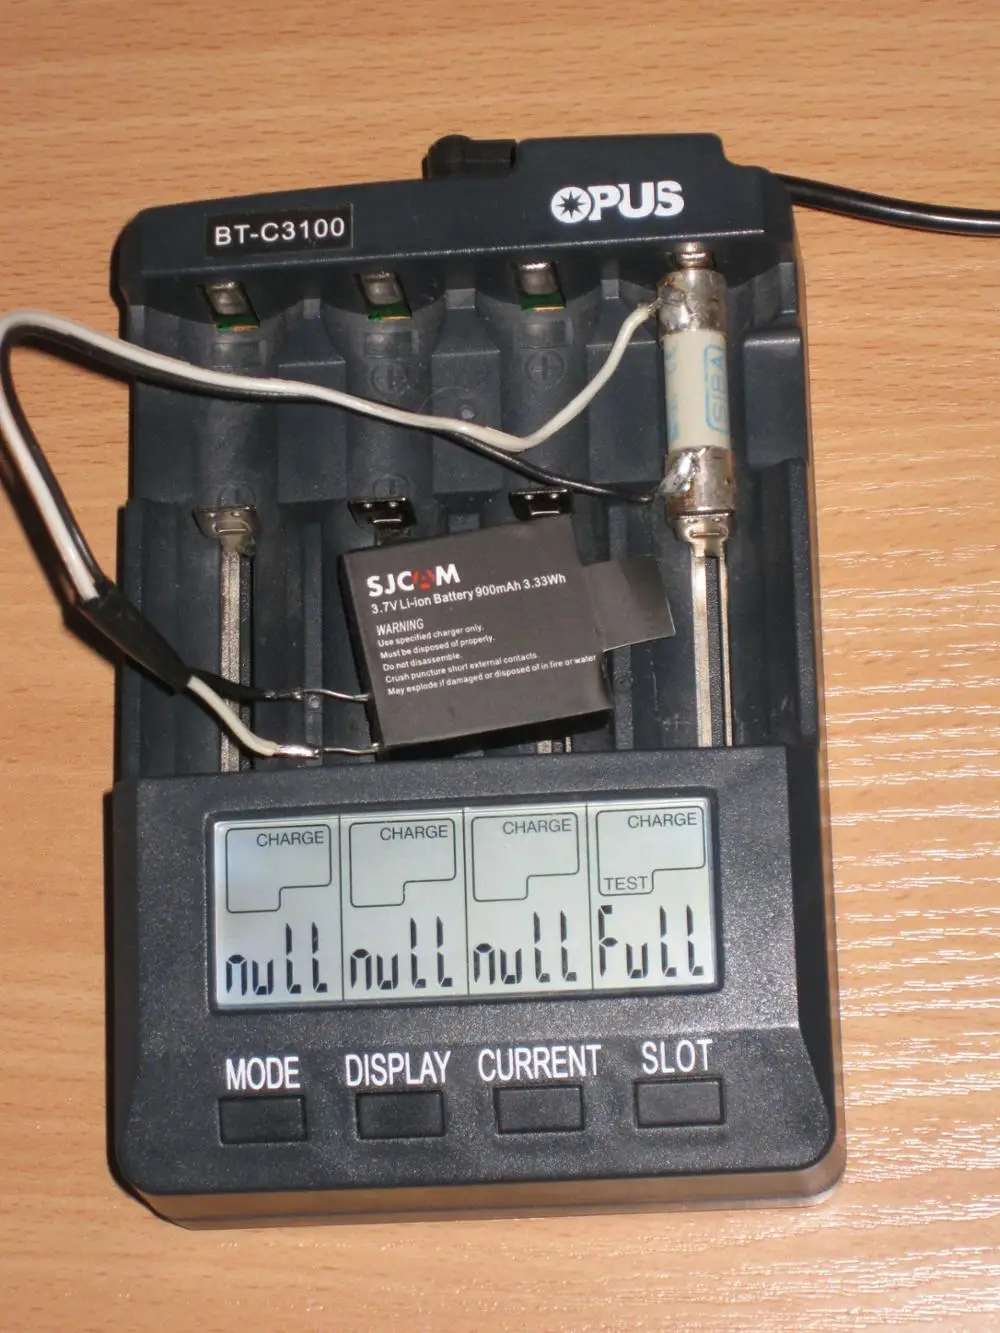 OPUS
BT-C3100
SIBA
SJCAM
3.7V Li-ion Battery 900mAh 3.33Wh
WARNING
Use specified charger only.
Must be disposed of properly.
Do not disassemble.
Crush puncture short external contacts.
May explode if damaged or disposed of in fire or water
CHARGE CHARGE CHARGE CHARGE
TEST
null null null Full
MODE DISPLAY CURRENT SLOT